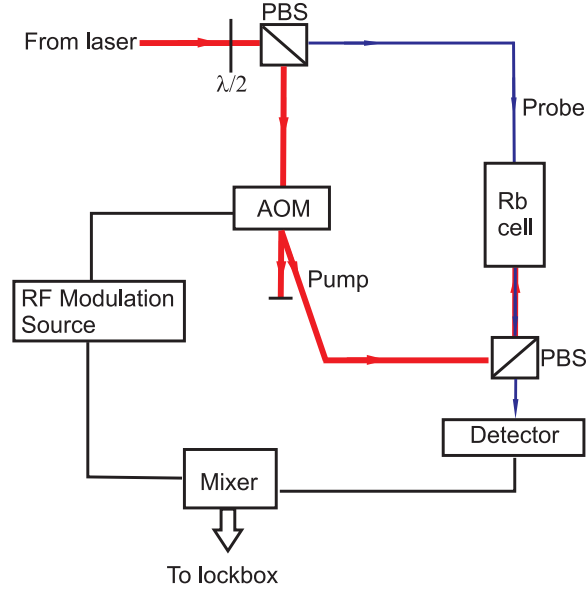 PBS
From laser
λ/2
Probe
AOM
Rb
cell
Pump
RF Modulation
Source
PBS
Detector
Mixer
To lockbox